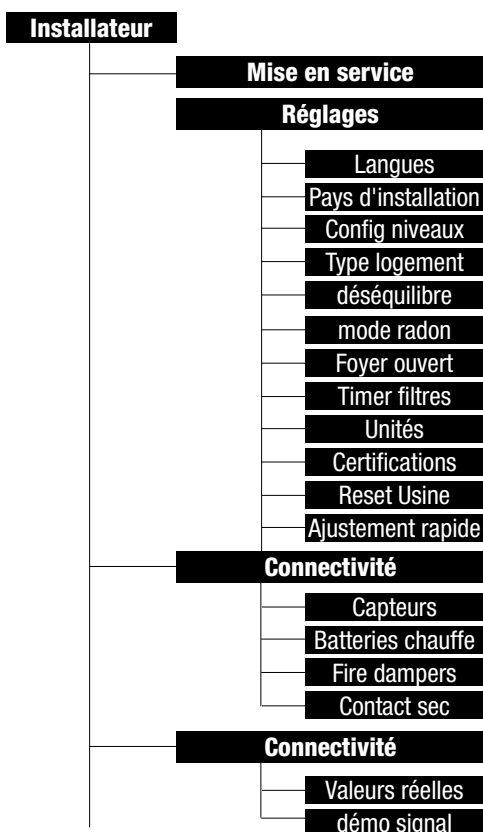 Installateur
Mise en service
Réglages
Langues
Pays d'installation
Config niveaux
Type logement
déséquilibre
mode radon
Foyer ouvert
Timer filtres
Unités
Certifications
Reset Usine
Ajustement rapide
Connectivité
Capteurs
Batteries chauffe
Fire dampers
Contact sec
Connectivité
Valeurs réelles
démo signal